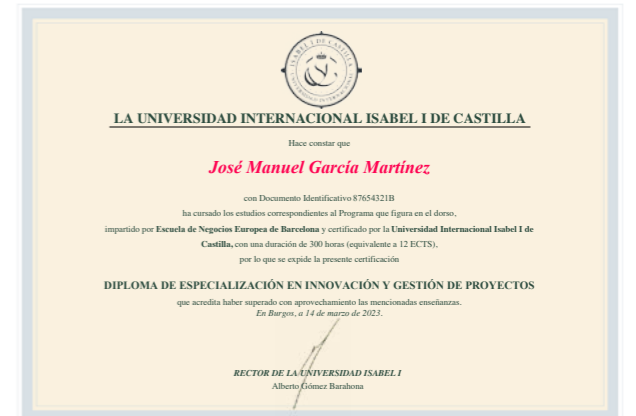 LA UNIVERSIDAD INTERNACIONAL ISABEL I DE CASTILLA
Hace constar que
José Manuel García Martínez
con Documento Identificativo 87654321B
ha cursado los estudios correspondientes al Programa que figura en el dorso,
impartido por Escuela de Negocios Europea de Barcelona y certificado por la Universidad Internacional Isabel I de
Castilla, con una duración de 300 horas (equivalente a 12 ECTS),
por lo que se expide la presente certificación
DIPLOMA DE ESPECIALIZACIÓN EN INNOVACIÓN Y GESTIÓN DE PROYECTOS
que acredita haber superado con aprovechamiento las mencionadas enseñanzas.
En Burgos, a 14 de marzo de 2023.
RECTOR DE LA UNIVERSIDAD ISABEL I
Alberto Gómez Barahona